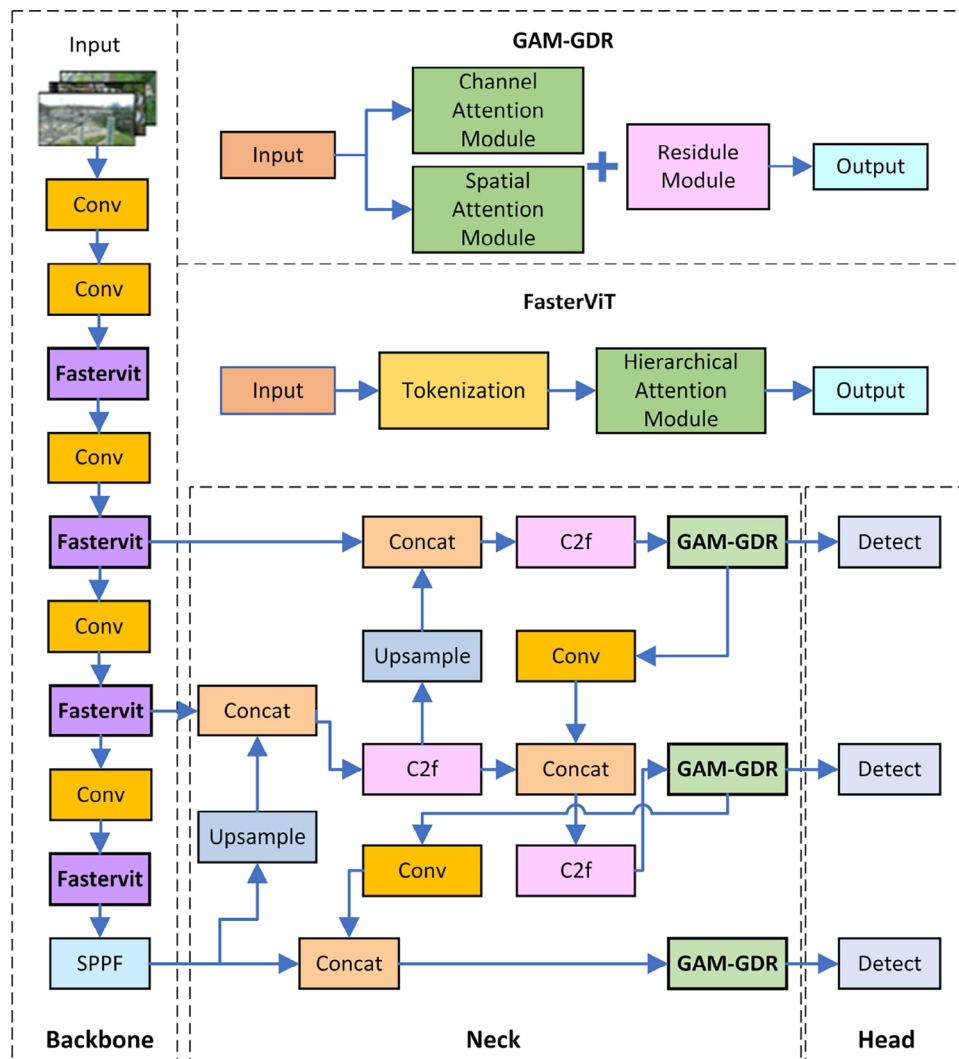 Input
Conv
Conv
Fastervit
Conv
Fastervit
Conv
Fastervit
Conv
Fastervit
SPPF
Backbone
GAM-GDR
Input
Channel
Attention
Module
Spatial
Attention
Module
Residule
Module
Output
FasterViT
Input
Tokenization
Hierarchical
Attention
Module
Output
Concat
C2f
GAM-GDR
Upsample
Conv
Concat
C2f
Concat
GAM-GDR
Upsample
Conv
C2f
Concat
GAM-GDR
Neck
Detect
Detect
Detect
Head